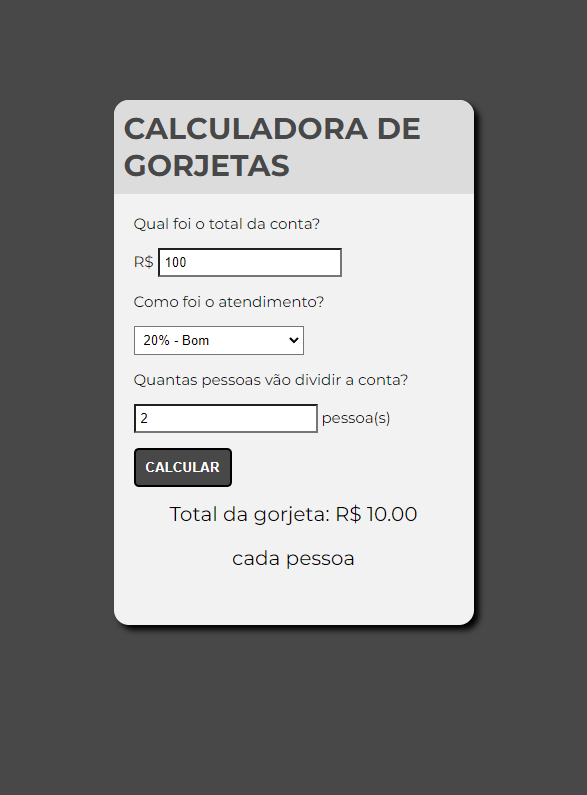 CALCULADORA DE
GORJETAS
Qual foi o total da conta?
R$ 100
Como foi o atendimento?
20% - Bom
Quantas pessoas vão dividir a conta?
2 pessoa(s)
CALCULAR
Total da gorjeta: R$ 10.00
cada pessoa